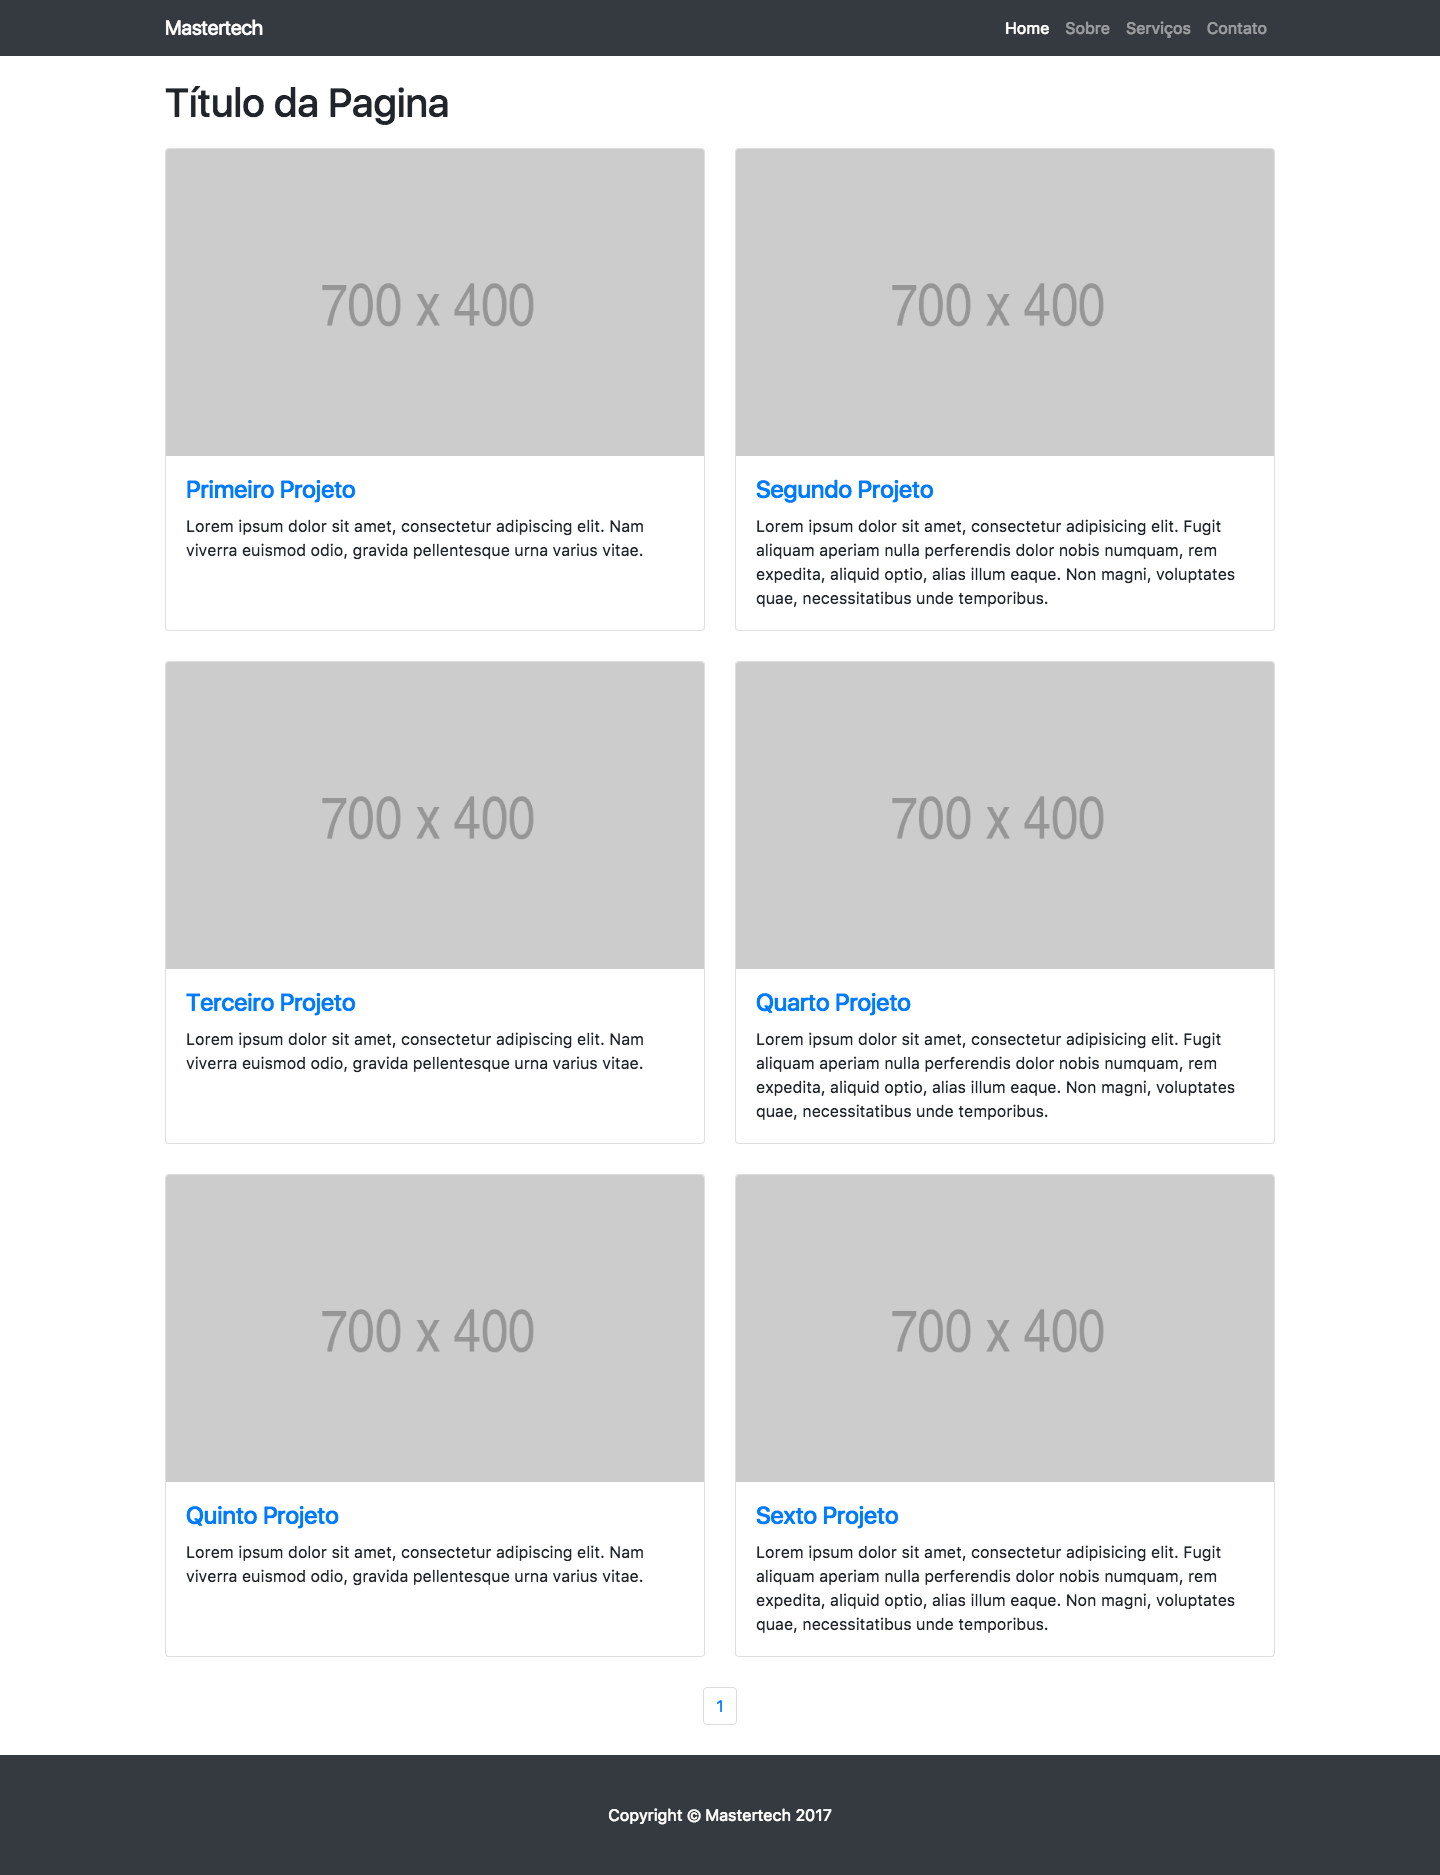 Mastertech
Home Sobre Serviços Contato
Título da Pagina
700 x 400
700 x 400
Primeiro Projeto
Lorem ipsum dolor sit amet, consectetur adipiscing elit. Nam
viverra euismod odio, gravida pellentesque urna varius vitae.
Segundo Projeto
Lorem ipsum dolor sit amet, consectetur adipisicing elit. Fugit
aliquam aperiam nulla perferendis dolor nobis numquam, rem
expedita, aliquid optio, alias illum eaque. Non magni, voluptates
quae, necessitatibus unde temporibus.
700 x 400
700 x 400
Terceiro Projeto
Lorem ipsum dolor sit amet, consectetur adipiscing elit. Nam
viverra euismod odio, gravida pellentesque urna varius vitae.
Quarto Projeto
Lorem ipsum dolor sit amet, consectetur adipisicing elit. Fugit
aliquam aperiam nulla perferendis dolor nobis numquam, rem
expedita, aliquid optio, alias illum eaque. Non magni, voluptates
quae, necessitatibus unde temporibus.
700 x 400
700 x 400
Quinto Projeto
Lorem ipsum dolor sit amet, consectetur adipiscing elit. Nam
viverra euismod odio, gravida pellentesque urna varius vitae.
Sexto Projeto
Lorem ipsum dolor sit amet, consectetur adipisicing elit. Fugit
aliquam aperiam nulla perferendis dolor nobis numquam, rem
expedita, aliquid optio, alias illum eaque. Non magni, voluptates
quae, necessitatibus unde temporibus.
1
Copyright © Mastertech 2017